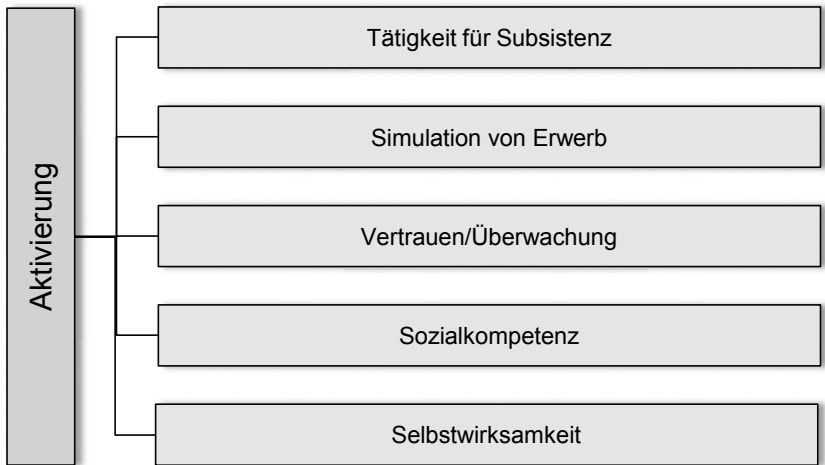 Aktivierung
Tätigkeit für Subsistenz
Simulation von Erwerb
Vertrauen/Überwachung
Sozialkompetenz
Selbstwirksamkeit